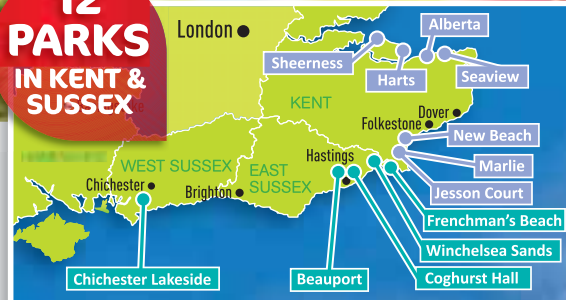 12
PARKS
IN KENT &
SUSSEX
London
Alberta
Sheerness
Harts
Seaview
KENT
Dover
Folkestone
New Beach
Marlie
Jesson Court
Hastings
WEST SUSSEX
EAST
SUSSEX
Chichester
Brighton
Frenchman's Beach
Winchelsea Sands
Coghurst Hall
Beauport
Chichester Lakeside